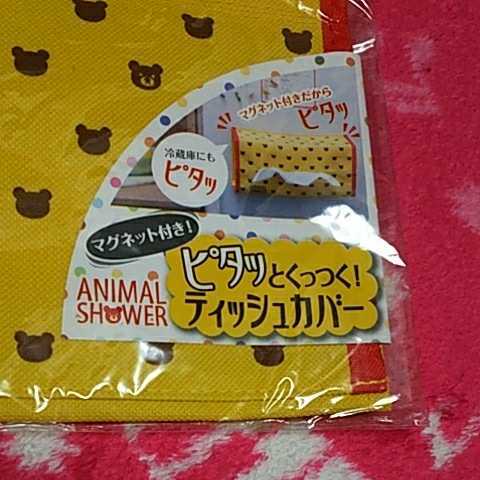 マグネット付きだから
ピタッ
冷蔵庫にも
ピタッ
マグネット付き!
ピタッとくっつく!
ティッシュカバー
ANIMAL
SHOWER